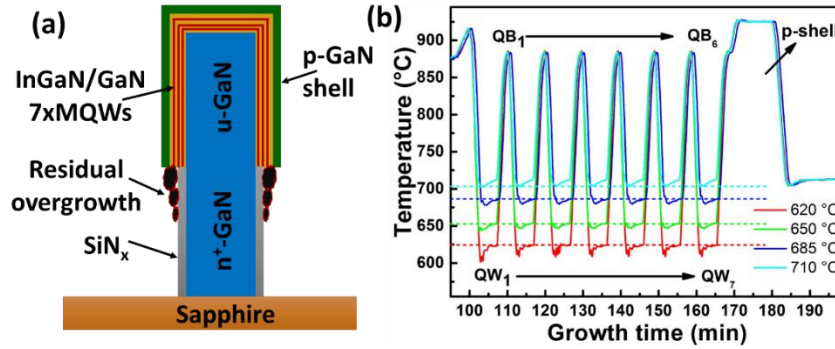 (a)
InGaN/GaN
7xMQWs
u-GaN
p-GaN
shell
Residual
overgrowth
SiNx
n⁺-GaN
Sapphire
(b)
Temperature (°C)
900
850
800
750
700
650
600
QB₁
QB₆
p-shell
620 °C
650 °C
685 °C
710 °C
QW₁
QW₇
100 110 120 130 140 150 160 170 180 190
Growth time (min)